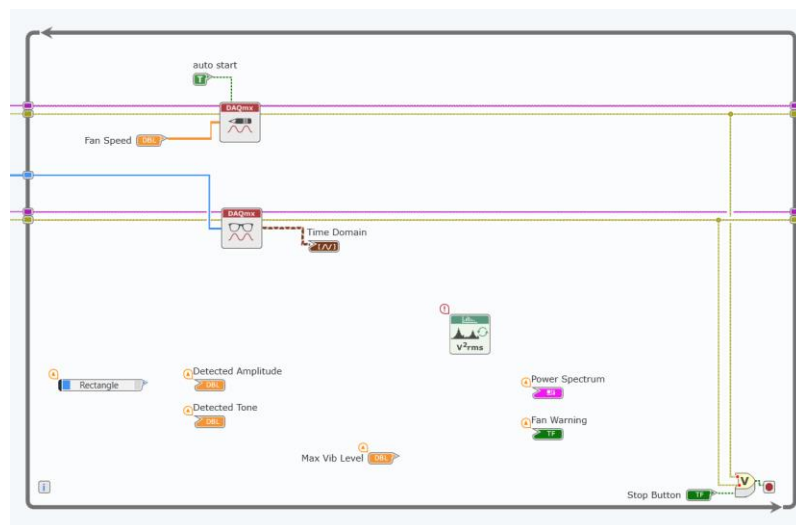 auto start
T
DAQmx
Fan Speed
DBL
DAQmx
Time Domain
V²rms
Rectangle
Detected Amplitude
DBL
Power Spectrum
Detected Tone
DBL
Fan Warning
TF
Max Vib Level
DBL
i
Stop Button
TF
V